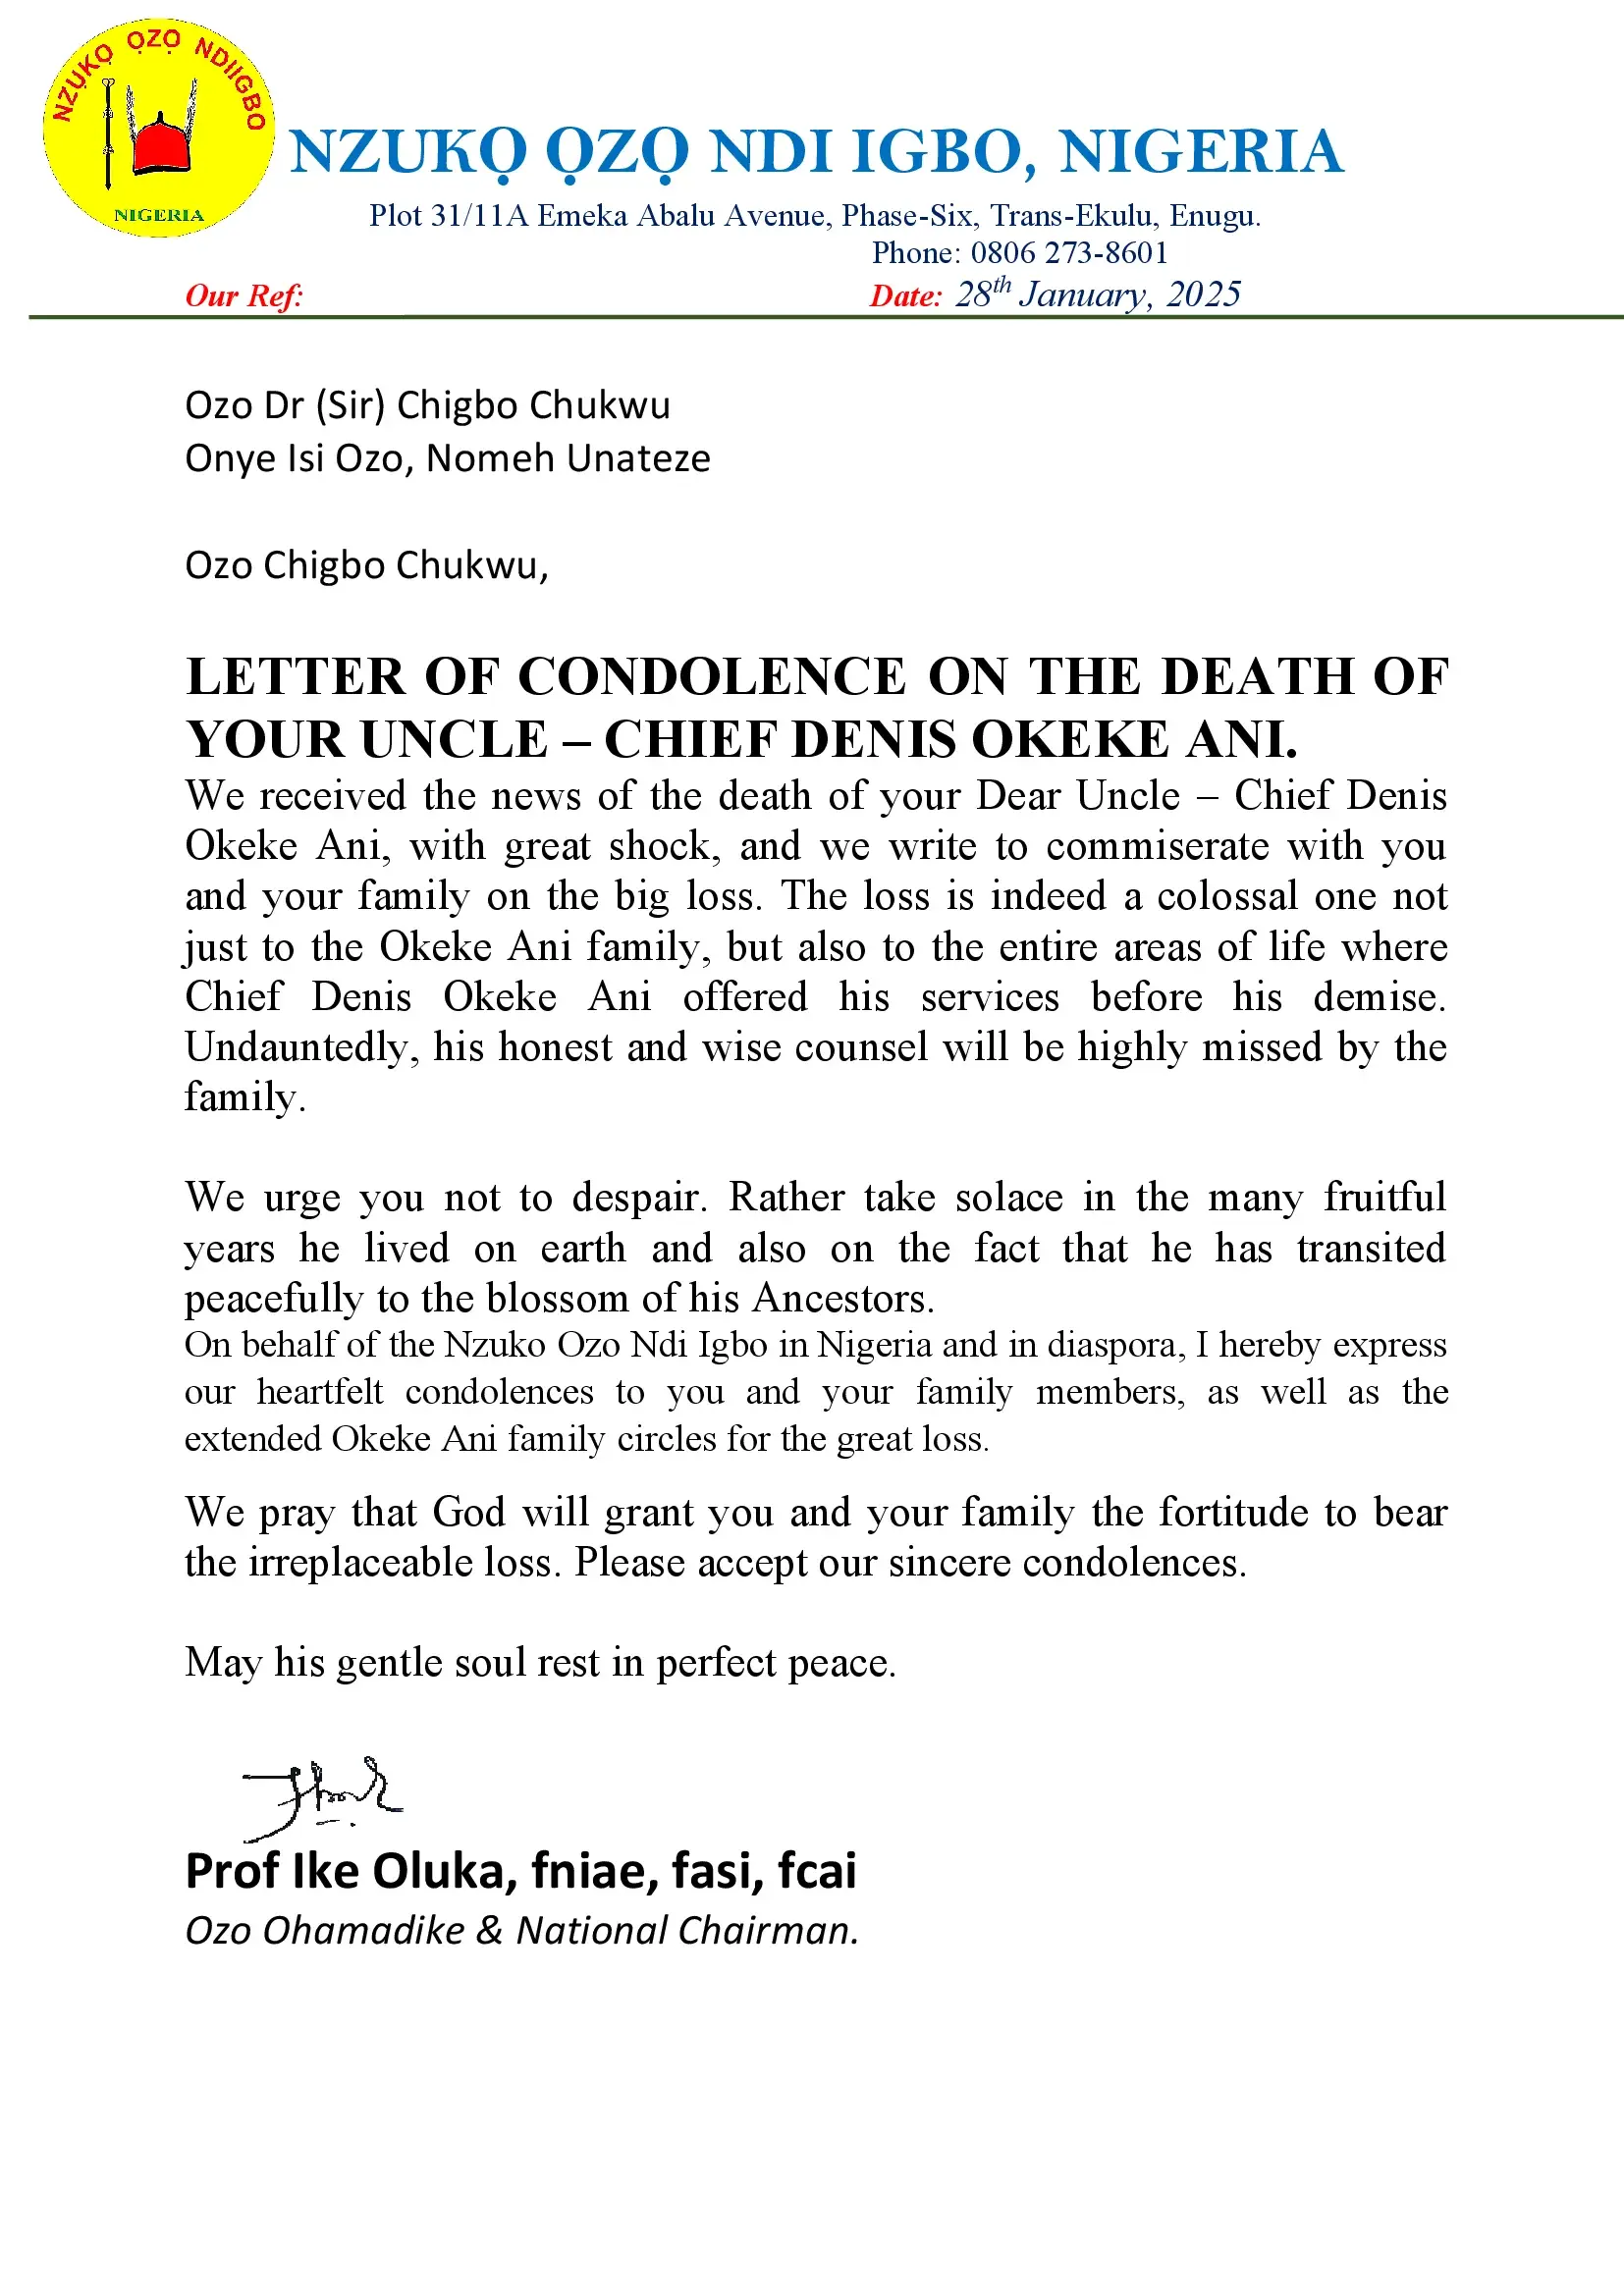 NZỤKỌ ỌZỌ NDIIGBO
NIGERIA
NZUKỌ ỌZỌ NDI IGBO, NIGERIA
Plot 31/11A Emeka Abalu Avenue, Phase-Six, Trans-Ekulu, Enugu.
Phone: 0806 273-8601
Our Ref: Date: 28th January, 2025
Ozo Dr (Sir) Chigbo Chukwu
Onye Isi Ozo, Nomeh Unateze
Ozo Chigbo Chukwu,
LETTER OF CONDOLENCE ON THE DEATH OF
YOUR UNCLE – CHIEF DENIS OKEKE ANI.
We received the news of the death of your Dear Uncle – Chief Denis
Okeke Ani, with great shock, and we write to commiserate with you
and your family on the big loss. The loss is indeed a colossal one not
just to the Okeke Ani family, but also to the entire areas of life where
Chief Denis Okeke Ani offered his services before his demise.
Undauntedly, his honest and wise counsel will be highly missed by the
family.
We urge you not to despair. Rather take solace in the many fruitful
years he lived on earth and also on the fact that he has transited
peacefully to the blossom of his Ancestors.
On behalf of the Nzuko Ozo Ndi Igbo in Nigeria and in diaspora, I hereby express
our heartfelt condolences to you and your family members, as well as the
extended Okeke Ani family circles for the great loss.
We pray that God will grant you and your family the fortitude to bear
the irreplaceable loss. Please accept our sincere condolences.
May his gentle soul rest in perfect peace.
Prof Ike Oluka, fniae, fasi, fcai
Ozo Ohamadike & National Chairman.